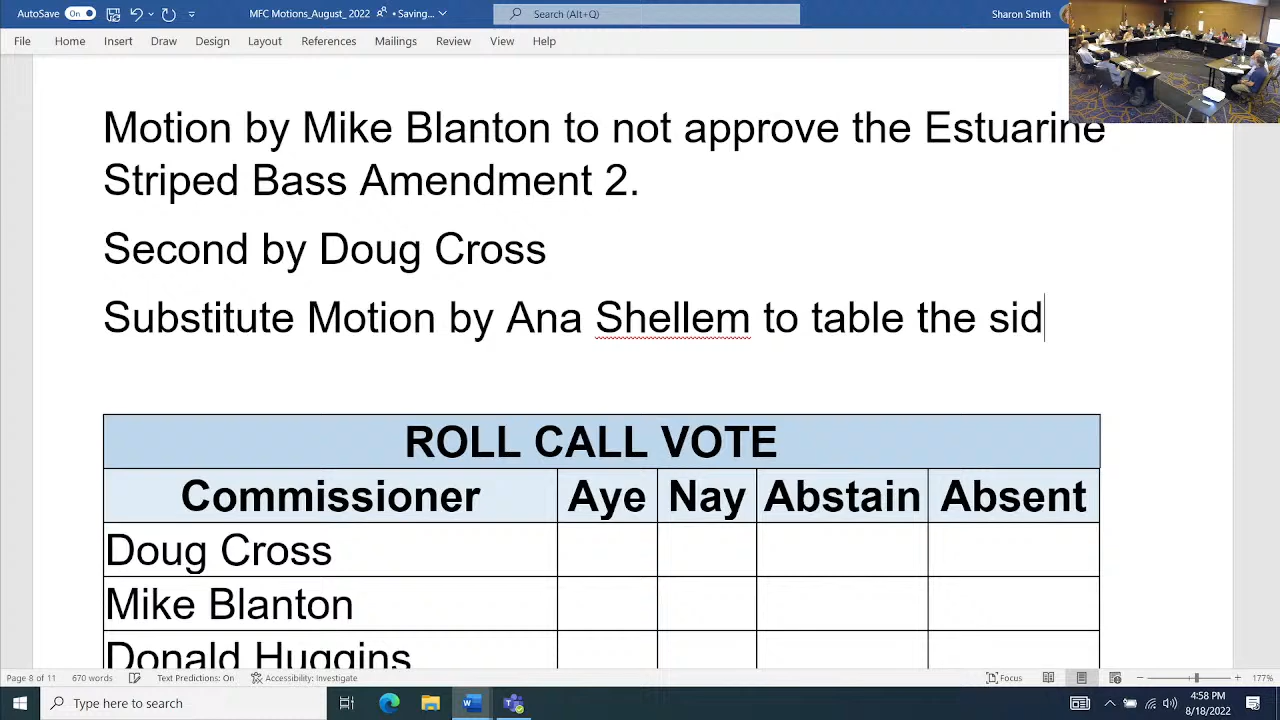 AutoSave On MFC Motions_August_ 2022 Saving... Search (Alt+Q) Sharon Smith
File Home Insert Draw Design Layout References Mailings Review View Help
Motion by Mike Blanton to not approve the Estuarine
Striped Bass Amendment 2.
Second by Doug Cross
Substitute Motion by Ana Shellem to table the sid
ROLL CALL VOTE
Commissioner Aye Nay Abstain Absent
Doug Cross
Mike Blanton
Donald Huggins
Page 8 of 11 670 words Text Predictions: On Accessibility: Investigate Focus 177%
Type here to search 4:58 PM
8/18/2022